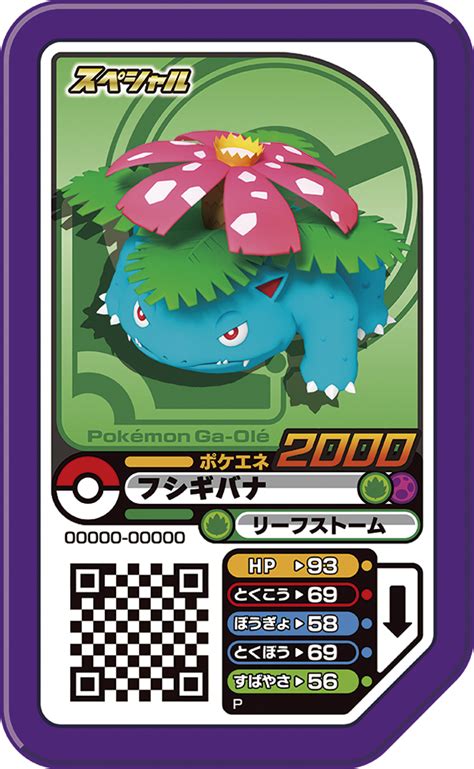 スペシャル
Pokémon Ga-Olé
ポケエネ 2000
フシギバナ
リーフストーム
00000-00000
HP ▶93
とくこう▶69
ぼうぎょ▶58
とくぼう▶69
すばやさ▶56
P